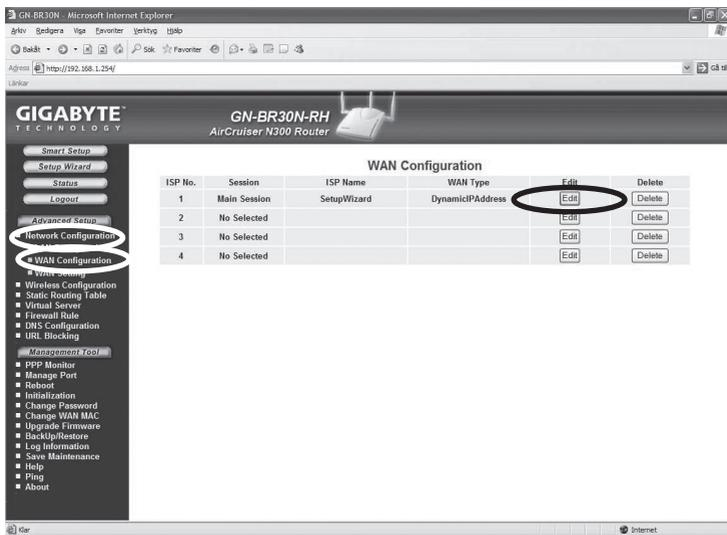 GN-BR30N - Microsoft Internet Explorer
Arkiv Redigera Visa Favoriter Verktyg Hjälp
Bakåt Sök Favoriter
Adress http://192.168.1.254/ Gå til
Länkar
GIGABYTE™
TECHNOLOGY
GN-BR30N-RH
AirCruiser N300 Router
Smart Setup
Setup Wizard
Status
Logout
Advanced Setup
Network Configuration
WAN Configuration
WAN Setting
Wireless Configuration
Static Routing Table
Virtual Server
Firewall Rule
DNS Configuration
URL Blocking
Management Tool
PPP Monitor
Manage Port
Reboot
Initialization
Change Password
Change WAN MAC
Upgrade Firmware
BackUp/Restore
Log Information
Save Maintenance
Help
Ping
About
WAN Configuration
ISP No. Session ISP Name WAN Type Edit Delete
1 Main Session SetupWizard DynamicIPAddress Edit Delete
2 No Selected Edit Delete
3 No Selected Edit Delete
4 No Selected Edit Delete
Klar Internet